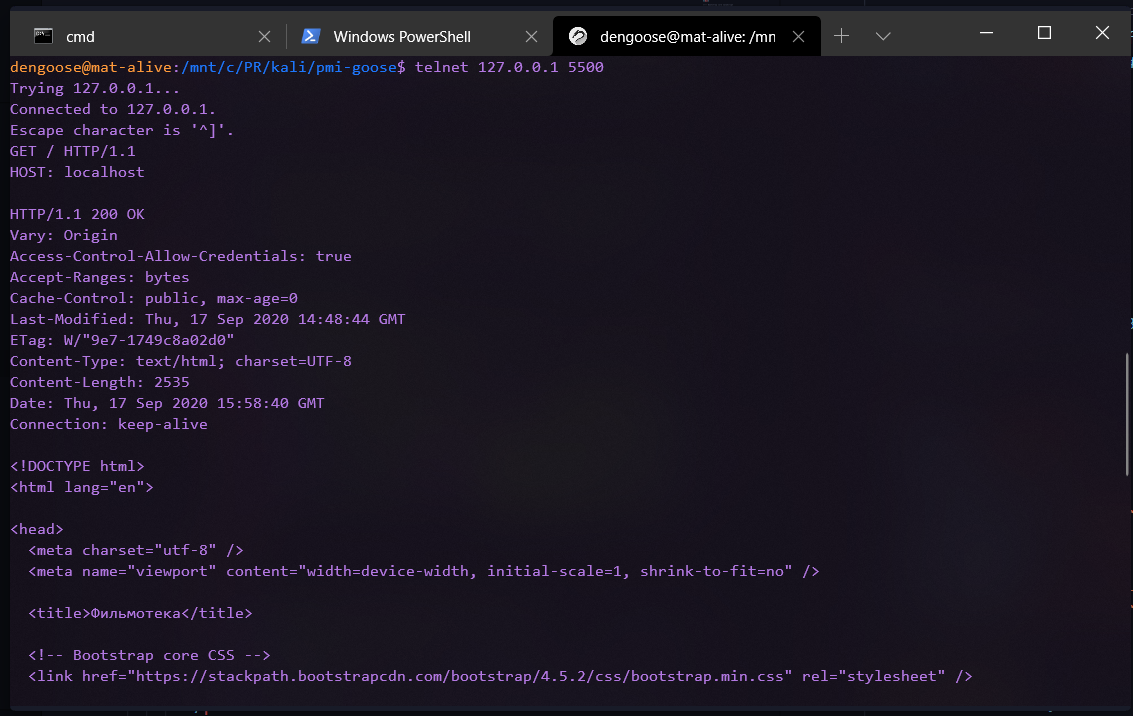 cmd
Windows PowerShell
dengoose@mat-alive: /mn
dengoose@mat-alive:/mnt/c/PR/kali/pmi-goose$ telnet 127.0.0.1 5500
Trying 127.0.0.1...
Connected to 127.0.0.1.
Escape character is '^]'.
GET / HTTP/1.1
HOST: localhost

HTTP/1.1 200 OK
Vary: Origin
Access-Control-Allow-Credentials: true
Accept-Ranges: bytes
Cache-Control: public, max-age=0
Last-Modified: Thu, 17 Sep 2020 14:48:44 GMT
ETag: W/"9e7-1749c8a02d0"
Content-Type: text/html; charset=UTF-8
Content-Length: 2535
Date: Thu, 17 Sep 2020 15:58:40 GMT
Connection: keep-alive

<!DOCTYPE html>
<html lang="en">

<head>
  <meta charset="utf-8" />
  <meta name="viewport" content="width=device-width, initial-scale=1, shrink-to-fit=no" />

  <title>Фильмотека</title>

  <!-- Bootstrap core CSS -->
  <link href="https://stackpath.bootstrapcdn.com/bootstrap/4.5.2/css/bootstrap.min.css" rel="stylesheet" />